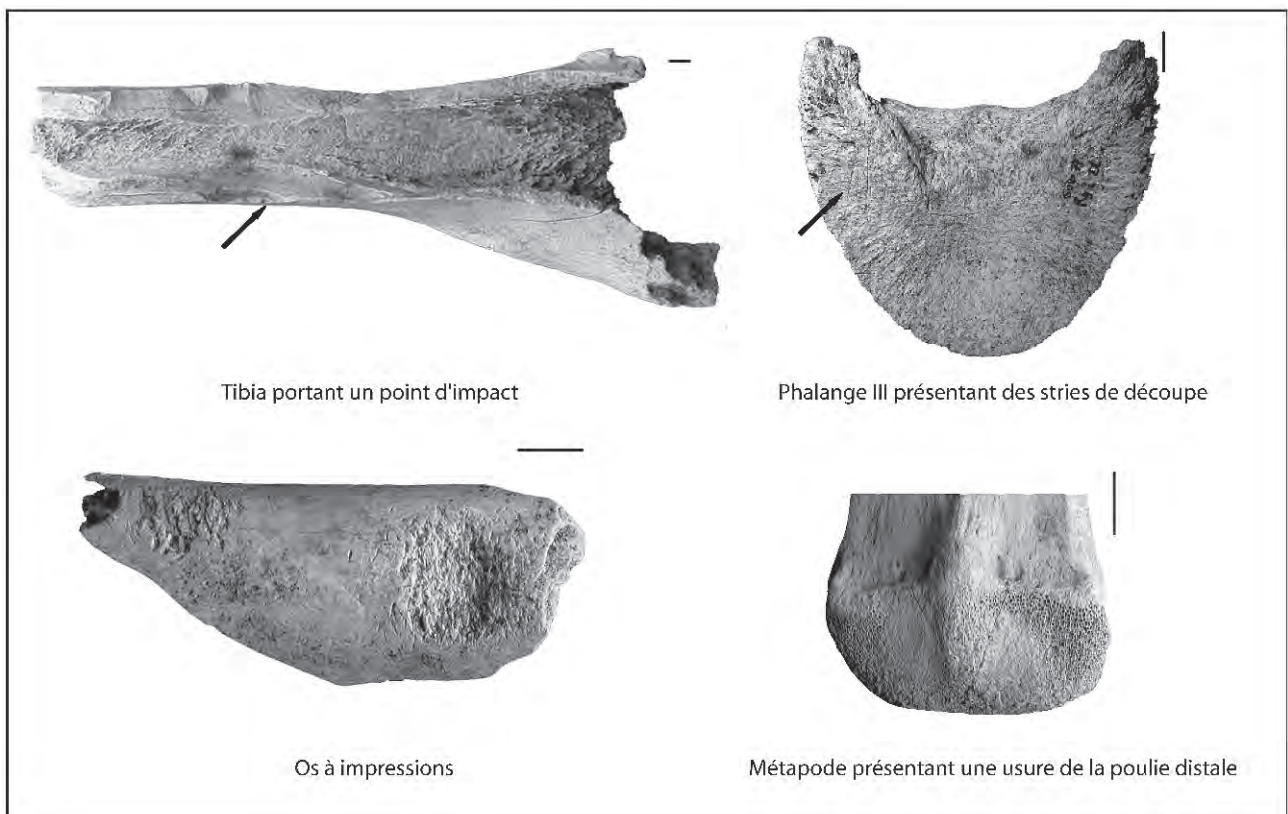 Tibia portant un point d'impact
Phalange III présentant des stries de découpe
Os à impressions
Métapode présentant une usure de la poulie distale